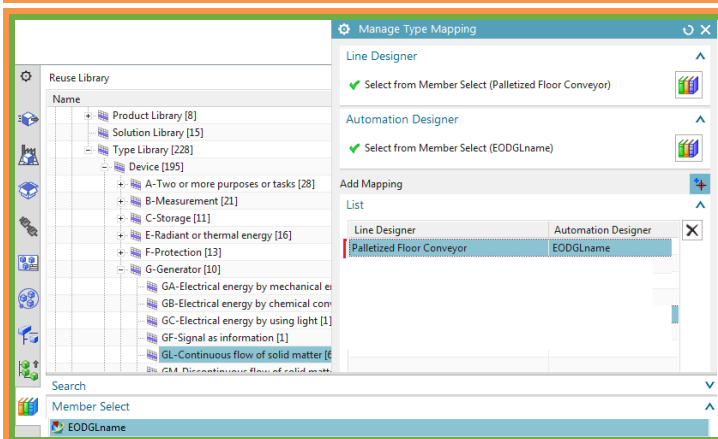 Manage Type Mapping
Line Designer
Select from Member Select (Palletized Floor Conveyor)
Automation Designer
Select from Member Select (EODGLname)
Add Mapping
List
Line Designer Automation Designer
Palletized Floor Conveyor EODGLname
Reuse Library
Name
Product Library [8]
Solution Library [15]
Type Library [228]
Device [195]
A-Two or more purposes or tasks [28]
B-Measurement [21]
C-Storage [11]
E-Radiant or thermal energy [16]
F-Protection [13]
G-Generator [10]
GA-Electrical energy by mechanical
GB-Electrical energy by chemical
GC-Electrical energy by using light [1]
GF-Signal as information [1]
GL-Continuous flow of solid matter
GM-Discontinuous flow of solid
Search
Member Select
EODGLname